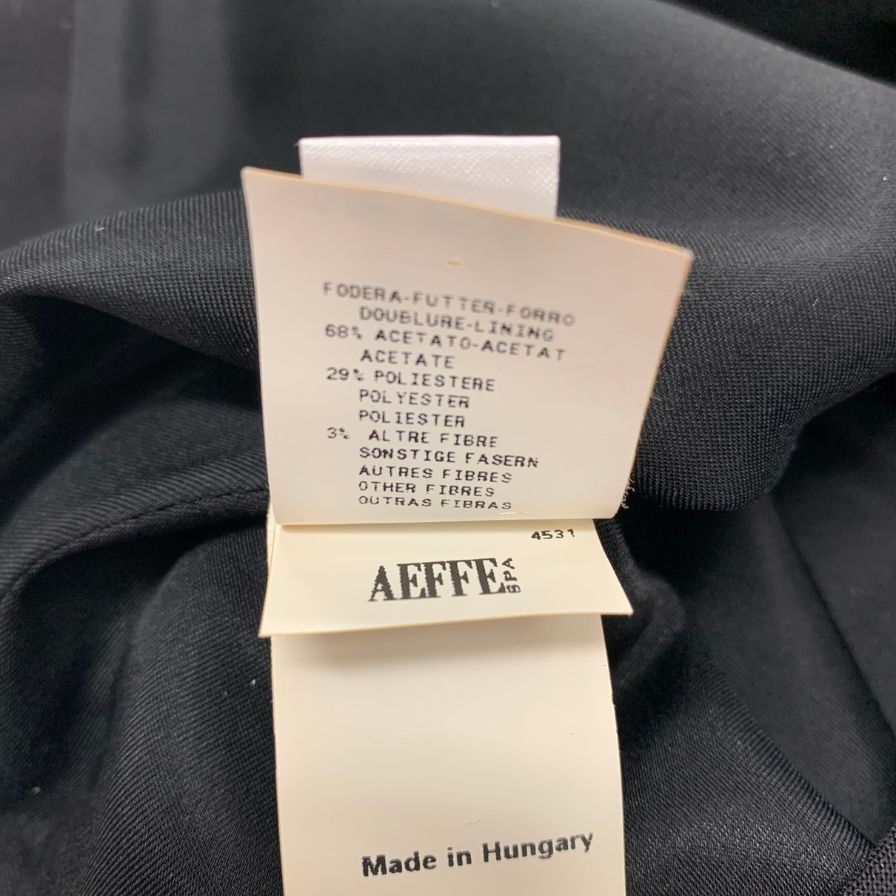 FODERA-FUTTER-FORRO
DOUBLURE-LINING
68% ACETATO-ACETAT
ACETATE
29% POLIESTERE
POLYESTER
POLIESTER
3% ALTRE FIBRE
SONSTIGE FASERN
AUTRES FIBRES
OTHER FIBRES
OUTRAS FIBRAS
4531
AEFFE SPA
Made in Hungary